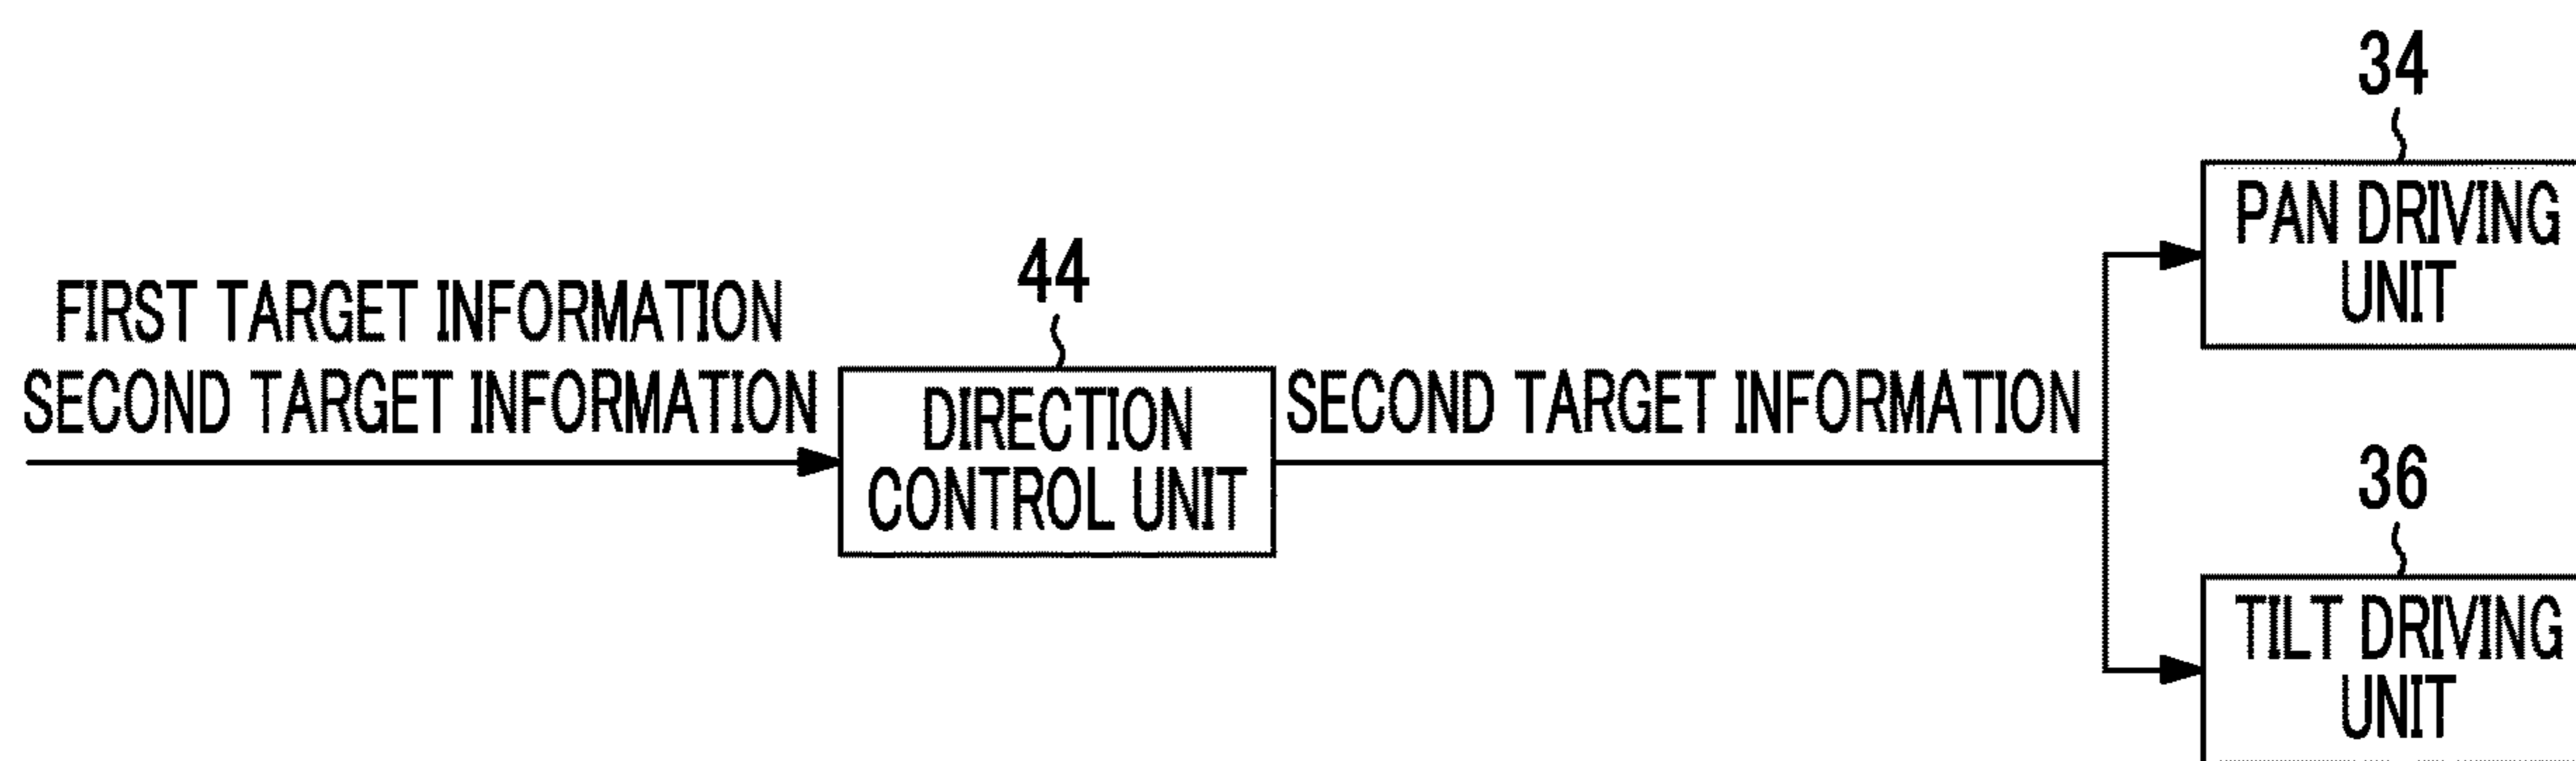 34
PAN DRIVING
UNIT
44
FIRST TARGET INFORMATION
SECOND TARGET INFORMATION
DIRECTION
CONTROL UNIT
SECOND TARGET INFORMATION
36
TILT DRIVING
UNIT